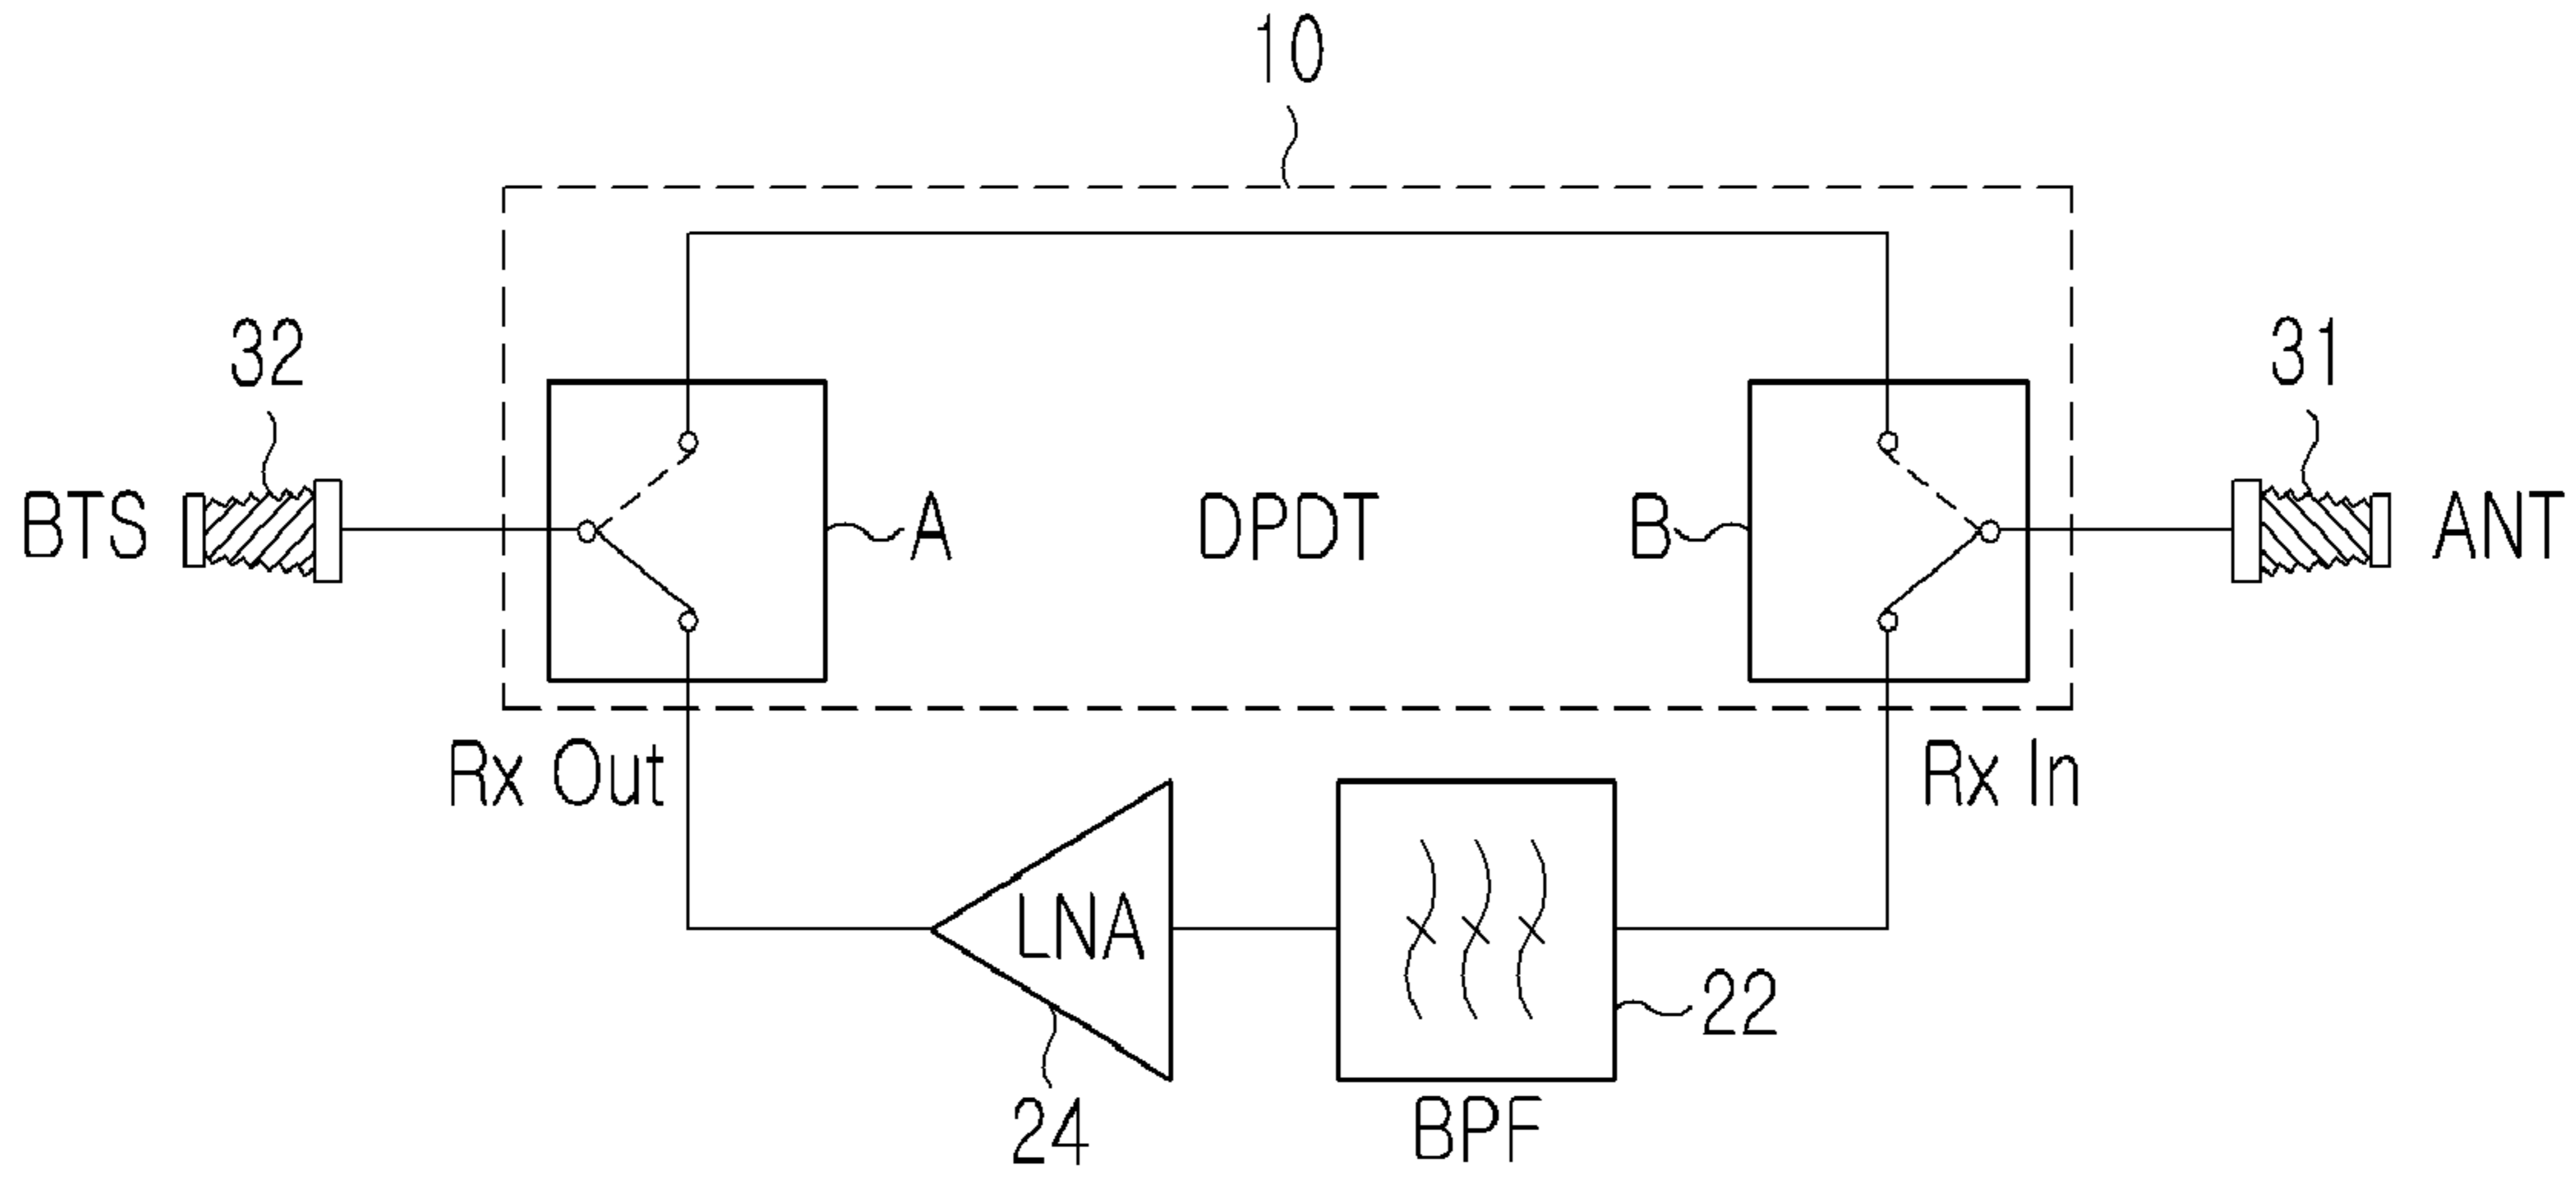 10
32
31
BTS
A
DPDT
B
ANT
Rx Out
Rx In
LNA
22
24
BPF